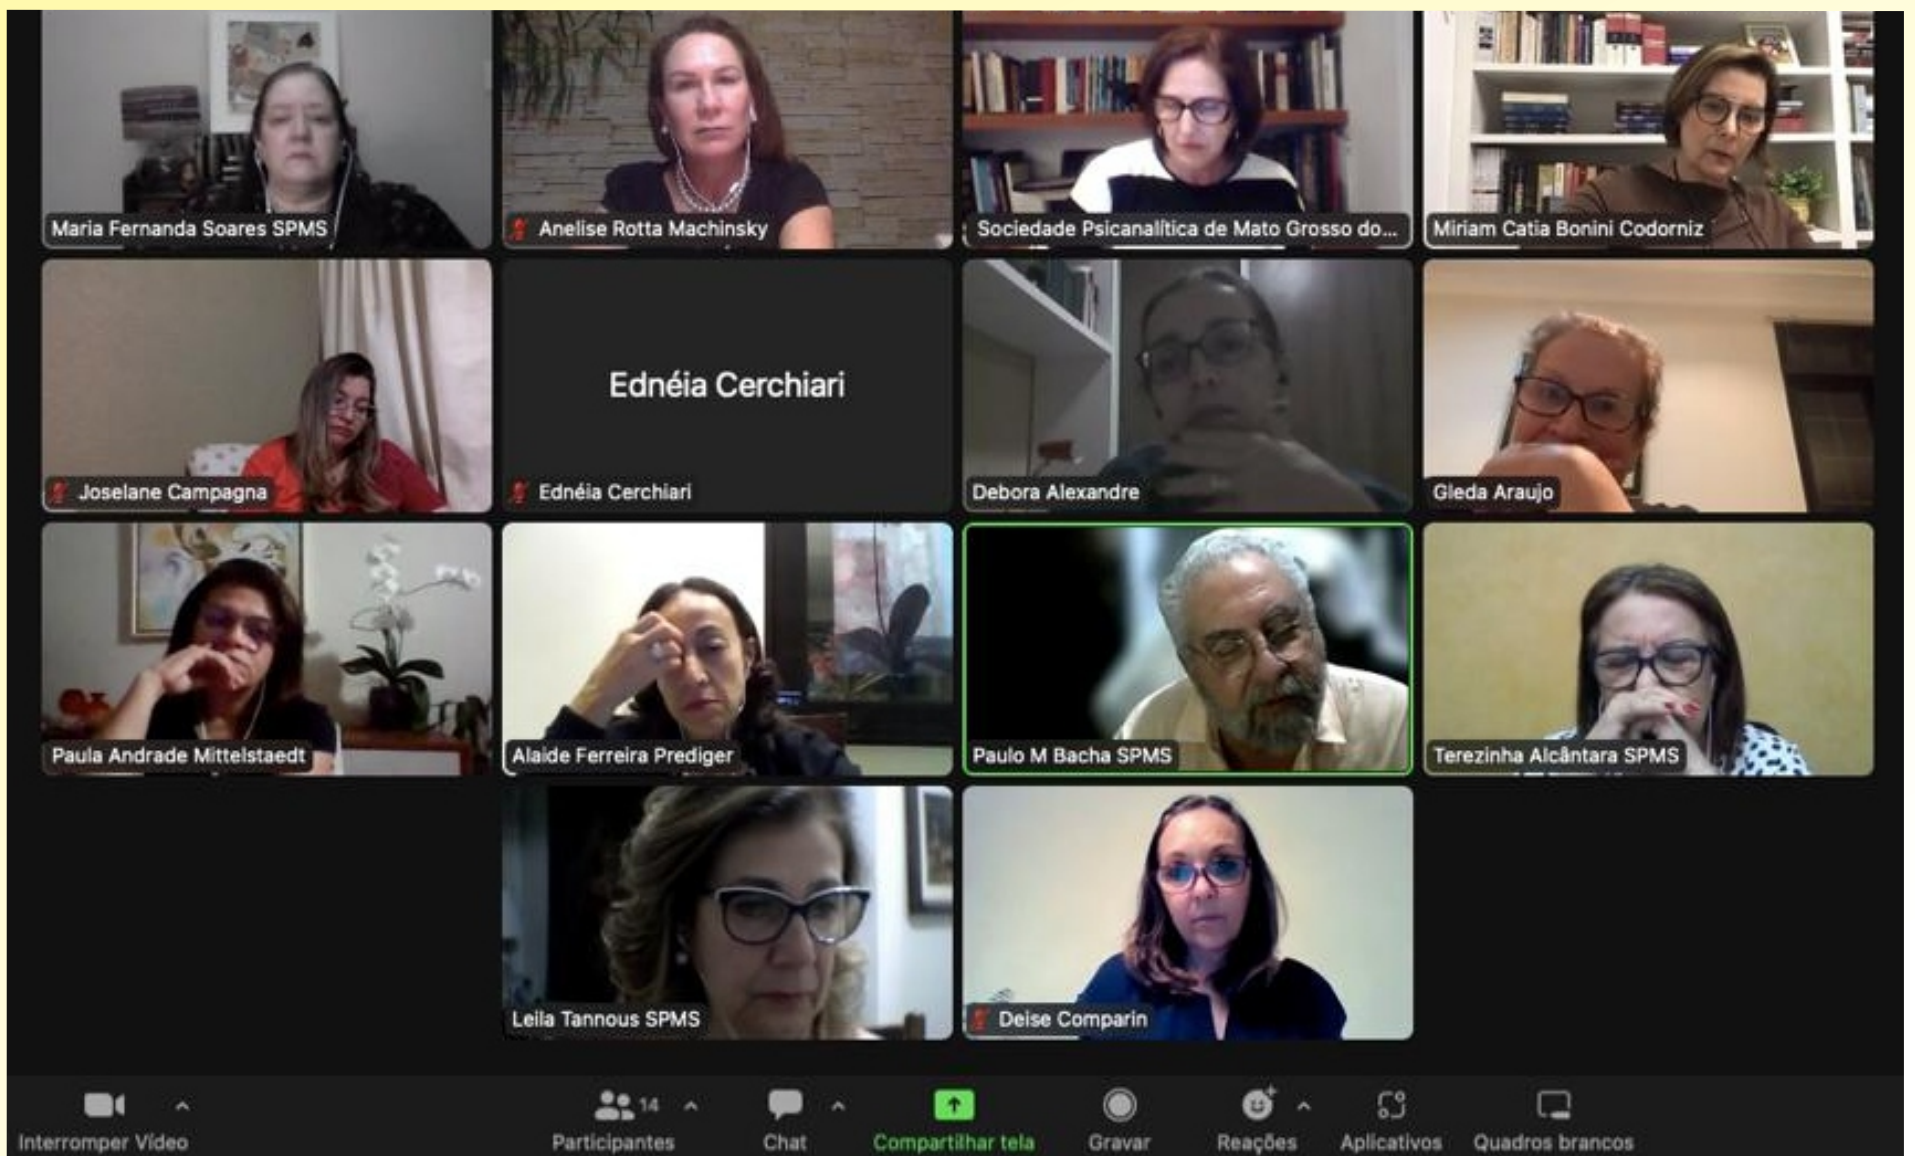 Maria Fernanda Soares SPMS
Anelise Rotta Machinsky
Sociedade Psicanalítica de Mato Grosso do...
Miriam Catia Bonini Codorniz
Joselane Campagna
Ednéia Cerchiari
Ednéia Cerchiari
Debora Alexandre
Gleda Araujo
Paula Andrade Mittelstaedt
Alaide Ferreira Prediger
Paulo M Bacha SPMS
Terezinha Alcântara SPMS
Leila Tannous SPMS
Deise Comparin
14
Interromper Vídeo
Participantes
Chat
Compartilhar tela
Gravar
Reações
Aplicativos
Quadros brancos